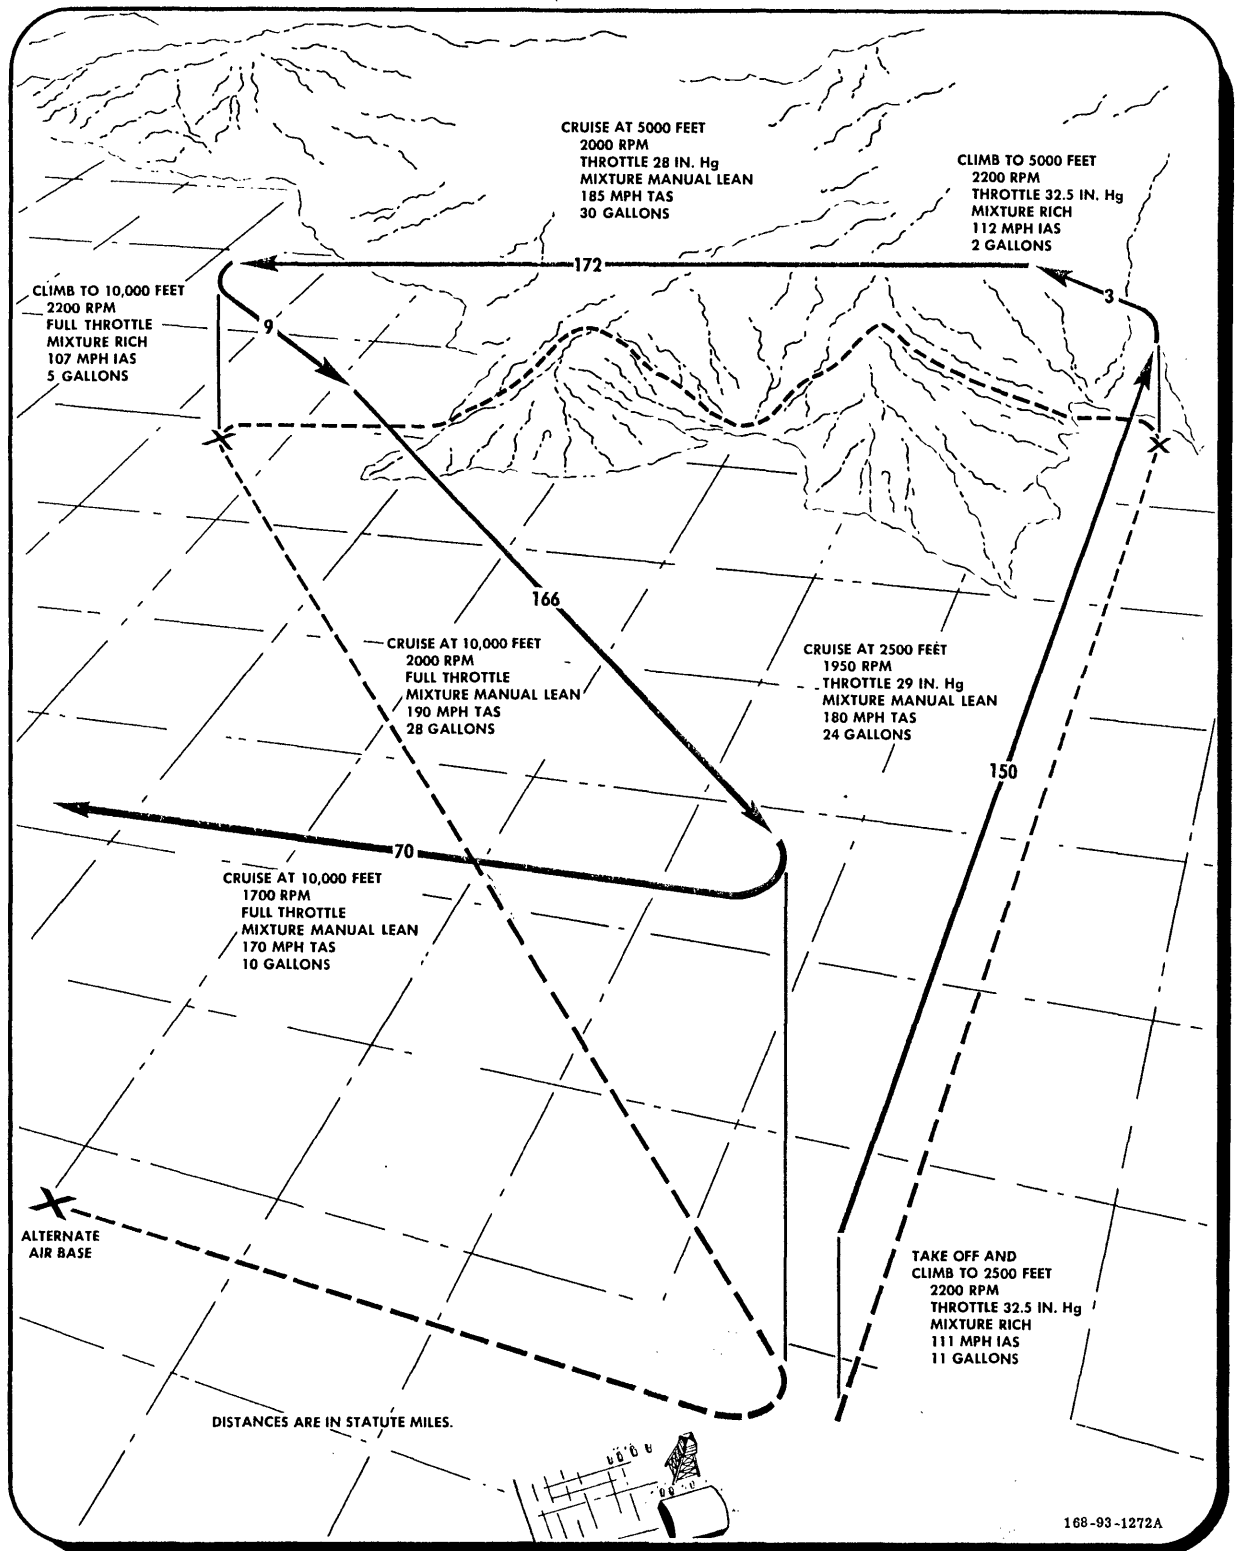 CRUISE AT 5000 FEET
2000 RPM
THROTTLE 28 IN. Hg
MIXTURE MANUAL LEAN
185 MPH TAS
30 GALLONS
CLIMB TO 5000 FEET
2200 RPM
THROTTLE 32.5 IN. Hg
MIXTURE RICH
112 MPH IAS
2 GALLONS
172
3
CLIMB TO 10,000 FEET
2200 RPM
FULL THROTTLE
MIXTURE RICH
107 MPH IAS
5 GALLONS
9
166
CRUISE AT 10,000 FEET
2000 RPM
FULL THROTTLE
MIXTURE MANUAL LEAN
190 MPH TAS
28 GALLONS
CRUISE AT 2500 FEET
1950 RPM
THROTTLE 29 IN. Hg
MIXTURE MANUAL LEAN
180 MPH TAS
24 GALLONS
150
70
CRUISE AT 10,000 FEET
1700 RPM
FULL THROTTLE
MIXTURE MANUAL LEAN
170 MPH TAS
10 GALLONS
ALTERNATE
AIR BASE
TAKE OFF AND
CLIMB TO 2500 FEET
2200 RPM
THROTTLE 32.5 IN. Hg
MIXTURE RICH
111 MPH IAS
11 GALLONS
DISTANCES ARE IN STATUTE MILES.
168-93-1272A